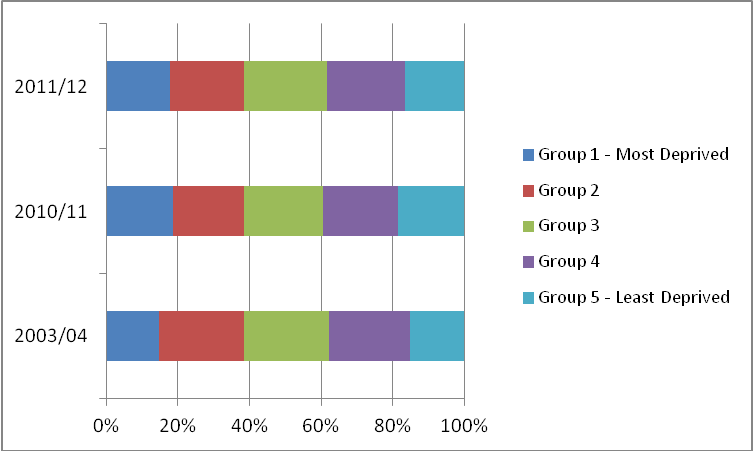 2011/12
2010/11
2003/04
0% 20% 40% 60% 80% 100%
Group 1 - Most Deprived
Group 2
Group 3
Group 4
Group 5 - Least Deprived